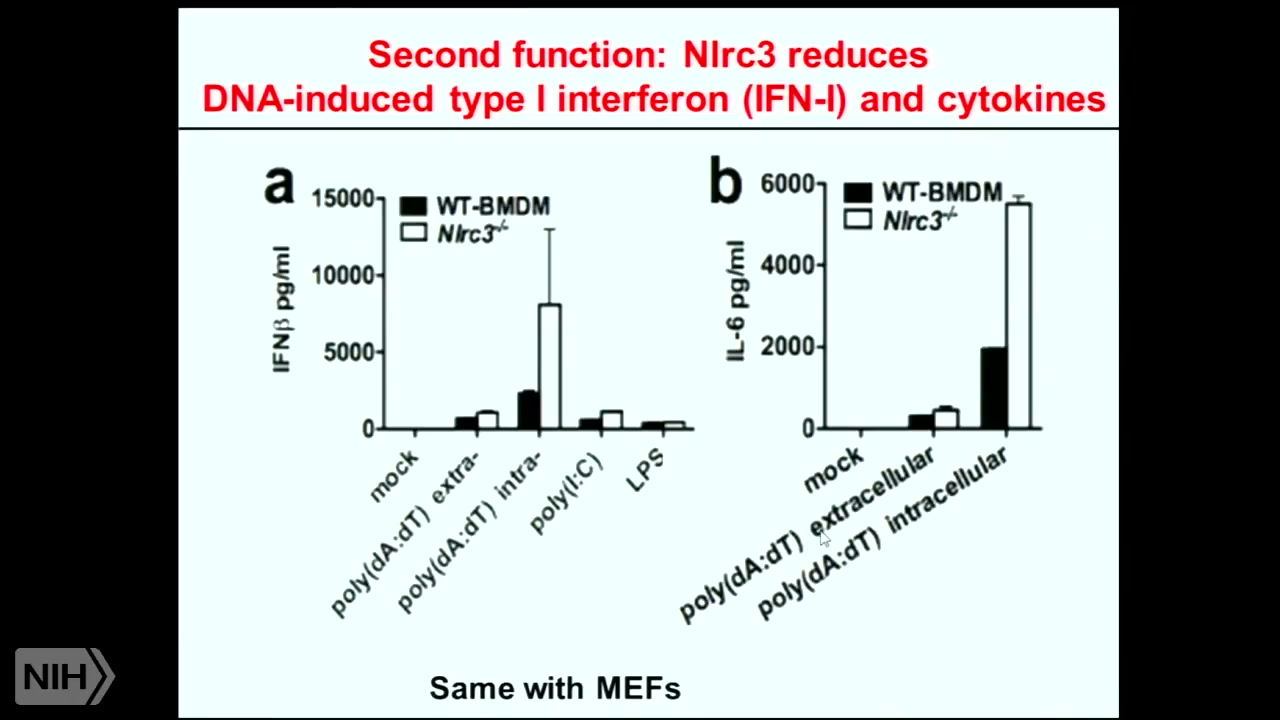 Second function: Nlrc3 reduces
DNA-induced type I interferon (IFN-I) and cytokines
a
15000
10000
5000
0
IFNβ pg/ml
WT-BMDM
Nlrc3-/-
mock
poly(dA:dT) extra-
poly(dA:dT) intra-
poly(I:C)
LPS
b
6000
4000
2000
0
IL-6 pg/ml
WT-BMDM
Nlrc3-/-
mock
poly(dA:dT) extracellular
poly(dA:dT) intracellular
Same with MEFs
NIH